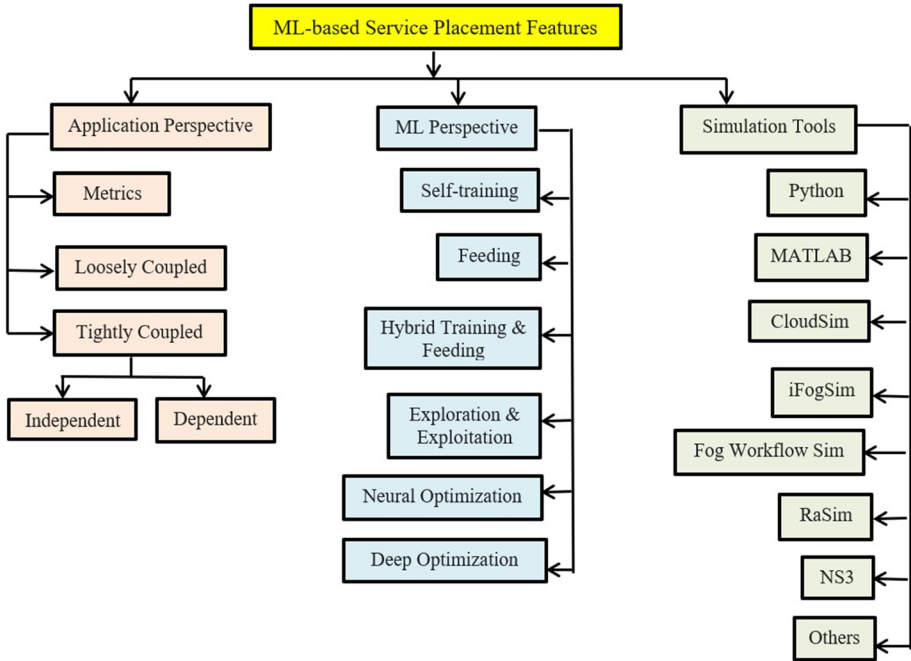 ML-based Service Placement Features
Application Perspective
Metrics
Loosely Coupled
Tightly Coupled
Independent
Dependent
ML Perspective
Self-training
Feeding
Hybrid Training &
Feeding
Exploration &
Exploitation
Neural Optimization
Deep Optimization
Simulation Tools
Python
MATLAB
CloudSim
iFogSim
Fog Workflow Sim
RaSim
NS3
Others